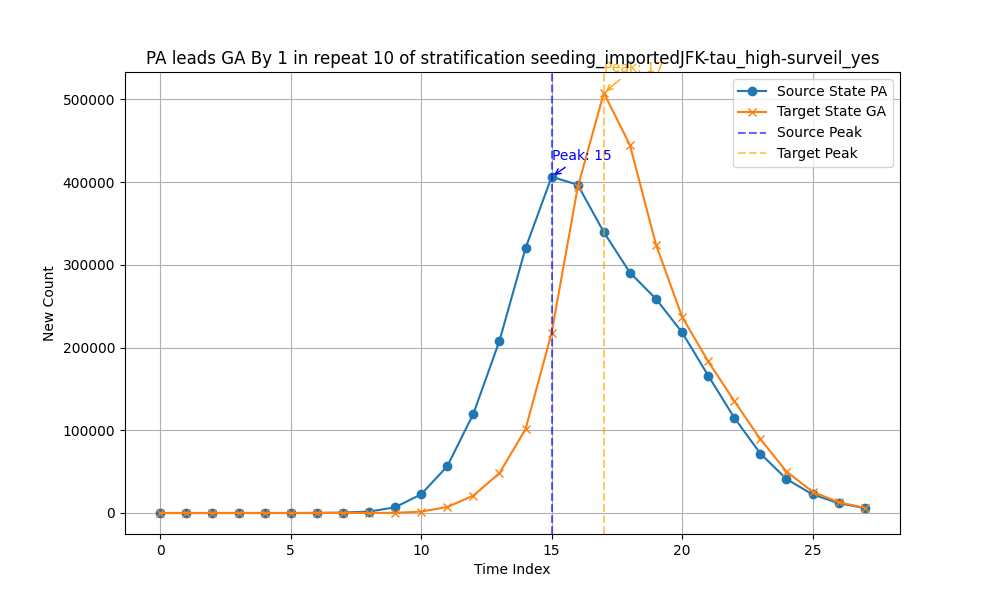 PA leads GA By 1 in repeat 10 of stratification seeding_importedJFK-tau_high-surveil_yes
Peak: 17
Peak: 15
Source State PA
Target State GA
Source Peak
Target Peak
New Count
500000
400000
300000
200000
100000
0
0 5 10 15 20 25
Time Index